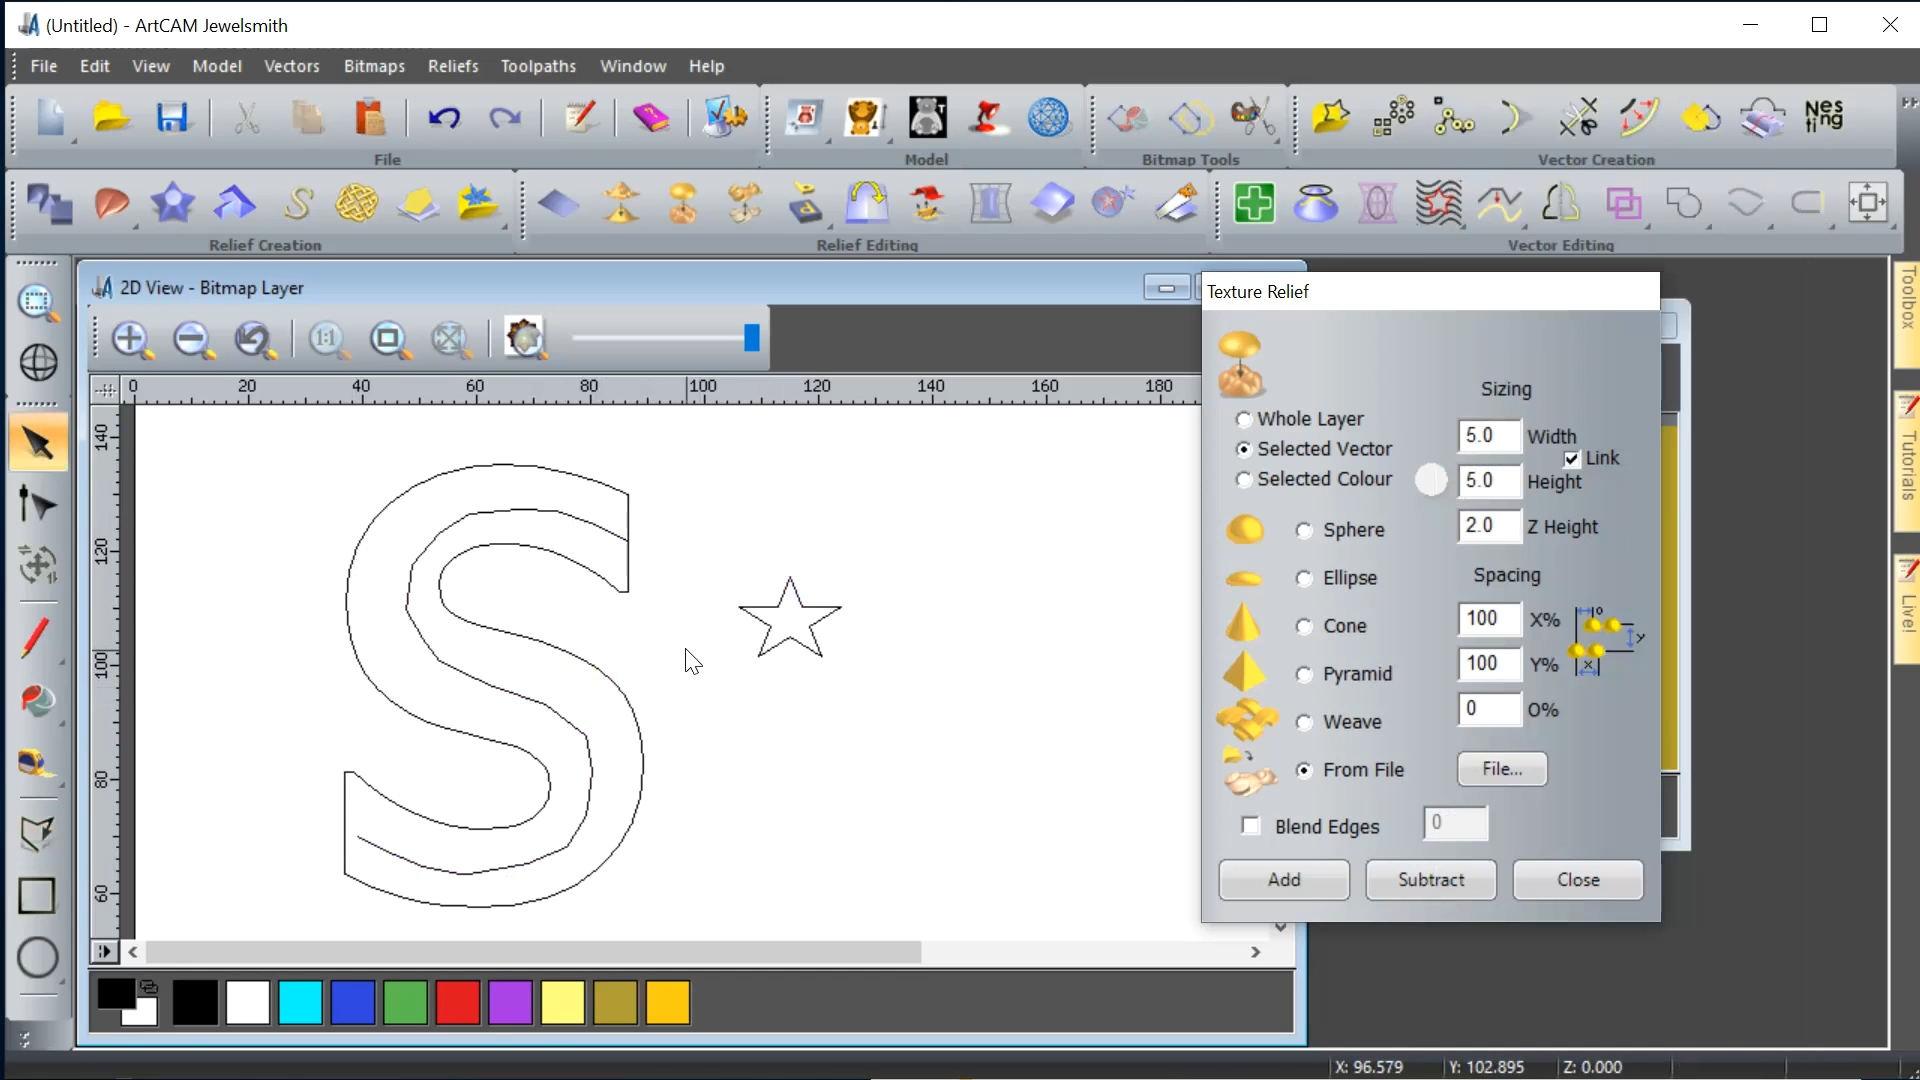 (Untitled) - ArtCAM Jewelsmith
File Edit View Model Vectors Bitmaps Reliefs Toolpaths Window Help
Nes
ting
File Model Bitmap Tools Vector Creation
Relief Creation Relief Editing Vector Editing
2D View - Bitmap Layer
1:1
0 20 40 60 80 100 120 140 160 180
140
120
100
80
60
Texture Relief
Sizing
Whole Layer
5.0 Width
Selected Vector
Link
Selected Colour
5.0 Height
Sphere
2.0 Z Height
Ellipse
Spacing
Cone
100 X%
Pyramid
100 Y%
Weave
0 O%
From File
File...
Blend Edges 0
Add Subtract Close
Toolbox
Tutorials
Live!
X: 96.579 Y: 102.895 Z: 0.000